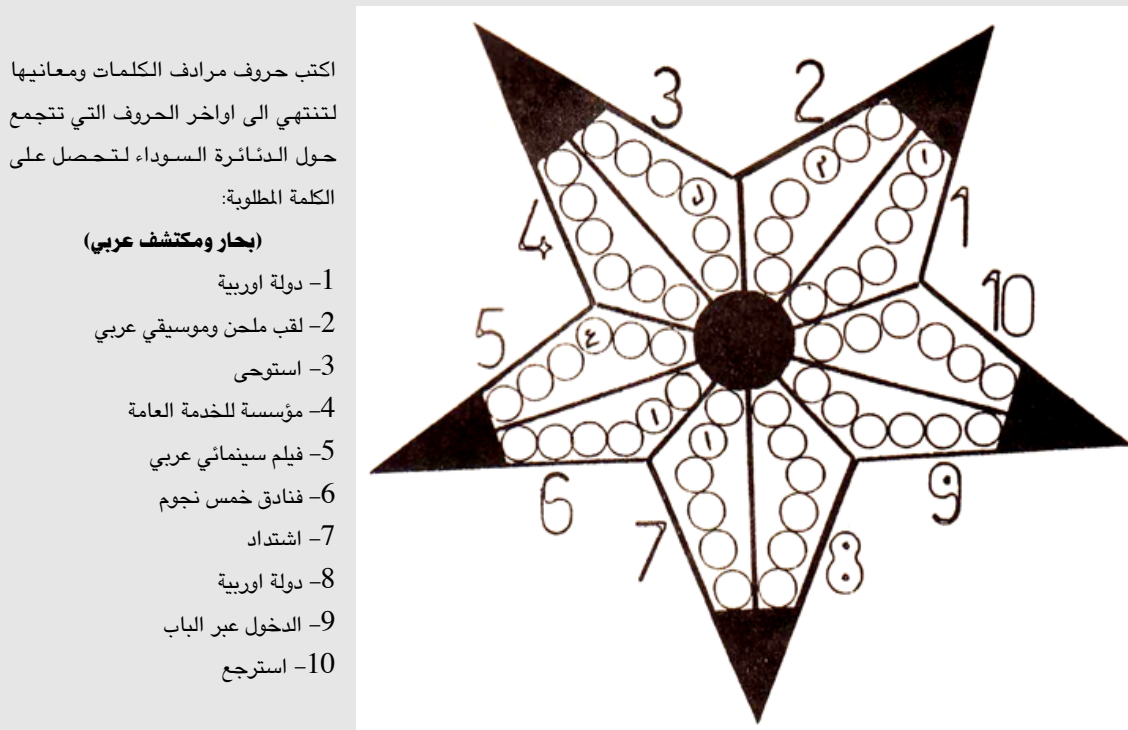 اكتب حروف مرادف الكلمات ومعانيها
لتنتهي الى اواخر الحروف التي تتجمع
حول الدئائرة السوداء لتحصل على
الكلمة المطلوبة:
(بحار ومكتشف عربي)
1- دولة اوربية
2- لقب ملحن وموسيقي عربي
3- استوحى
4- مؤسسة للخدمة العامة
5- فيلم سينمائي عربي
6- فنادق خمس نجوم
7- اشتداد
8- دولة اوربية
9- الدخول عبر الباب
10- استرجع
3 2
م ا
ل
4 1
10
5 ع
ا ا
6 9
7 8